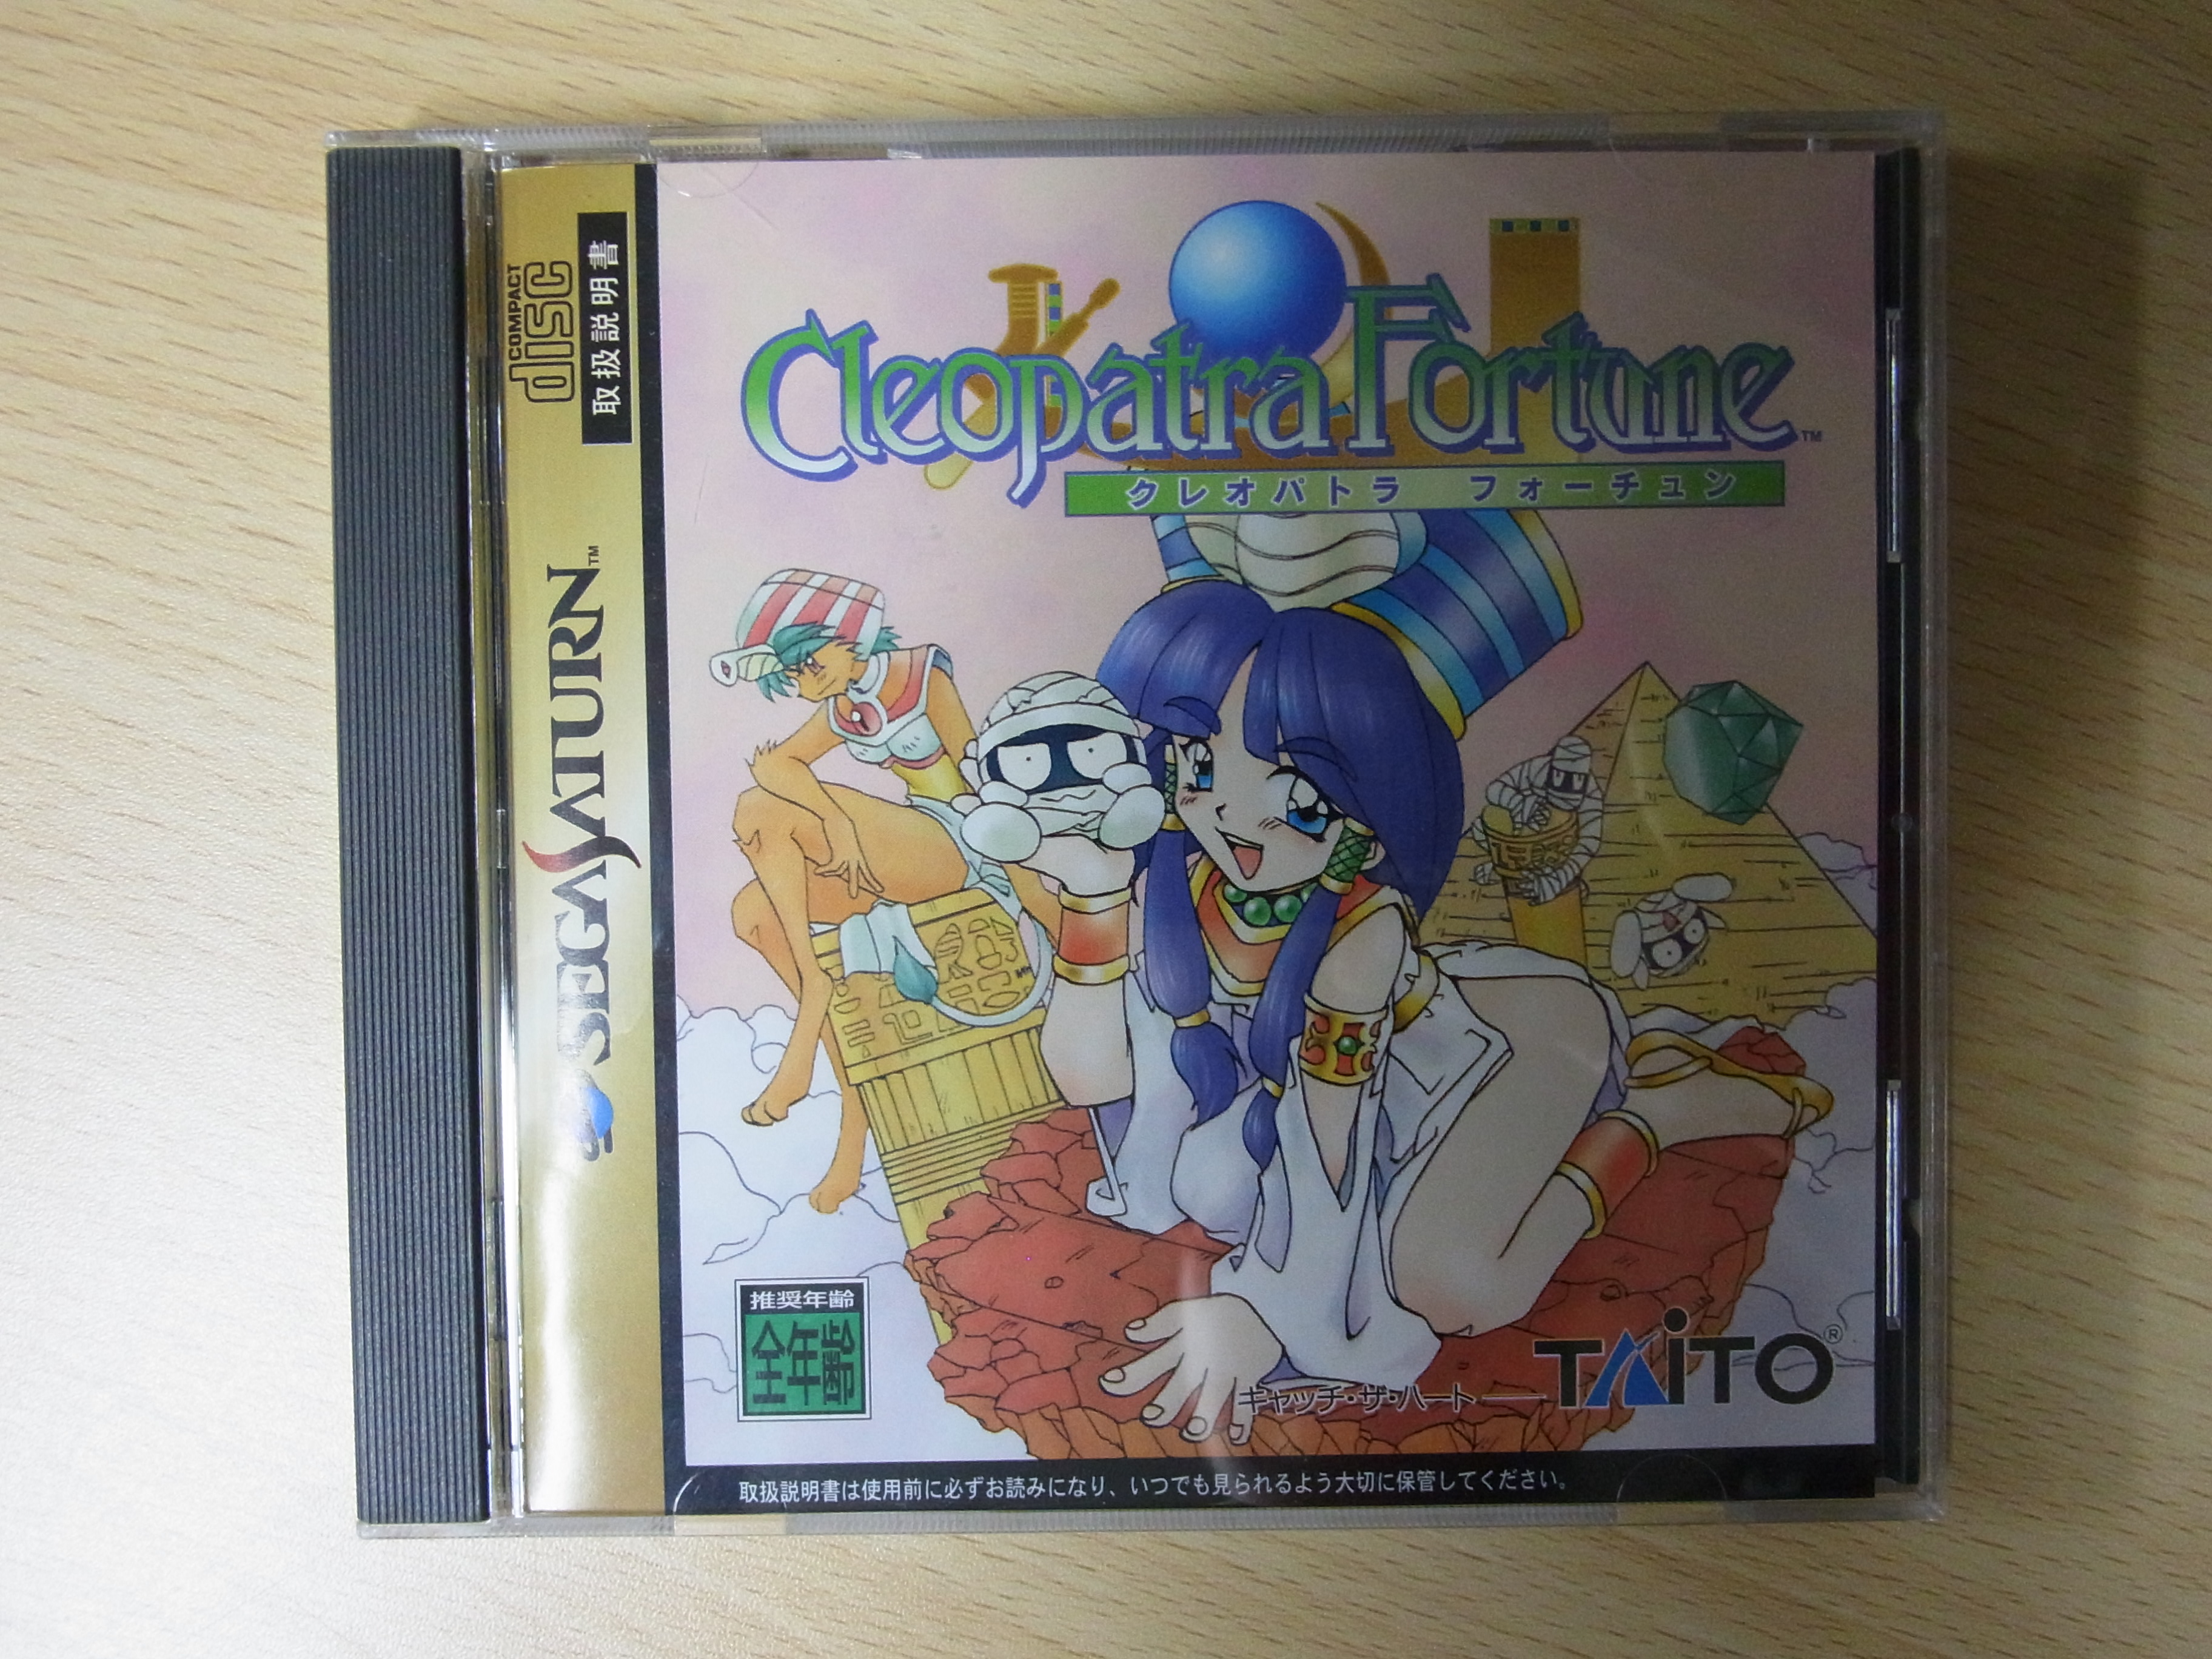 COMPACT
disc
取扱説明書
SEGA SATURN™
Cleopatra Fortune™
クレオパトラ フォーチュン
推奨年齢
全年齢
キャッチ・ザ・ハート — TAiTO®
取扱説明書は使用前に必ずお読みになり、いつでも見られるよう大切に保管してください。